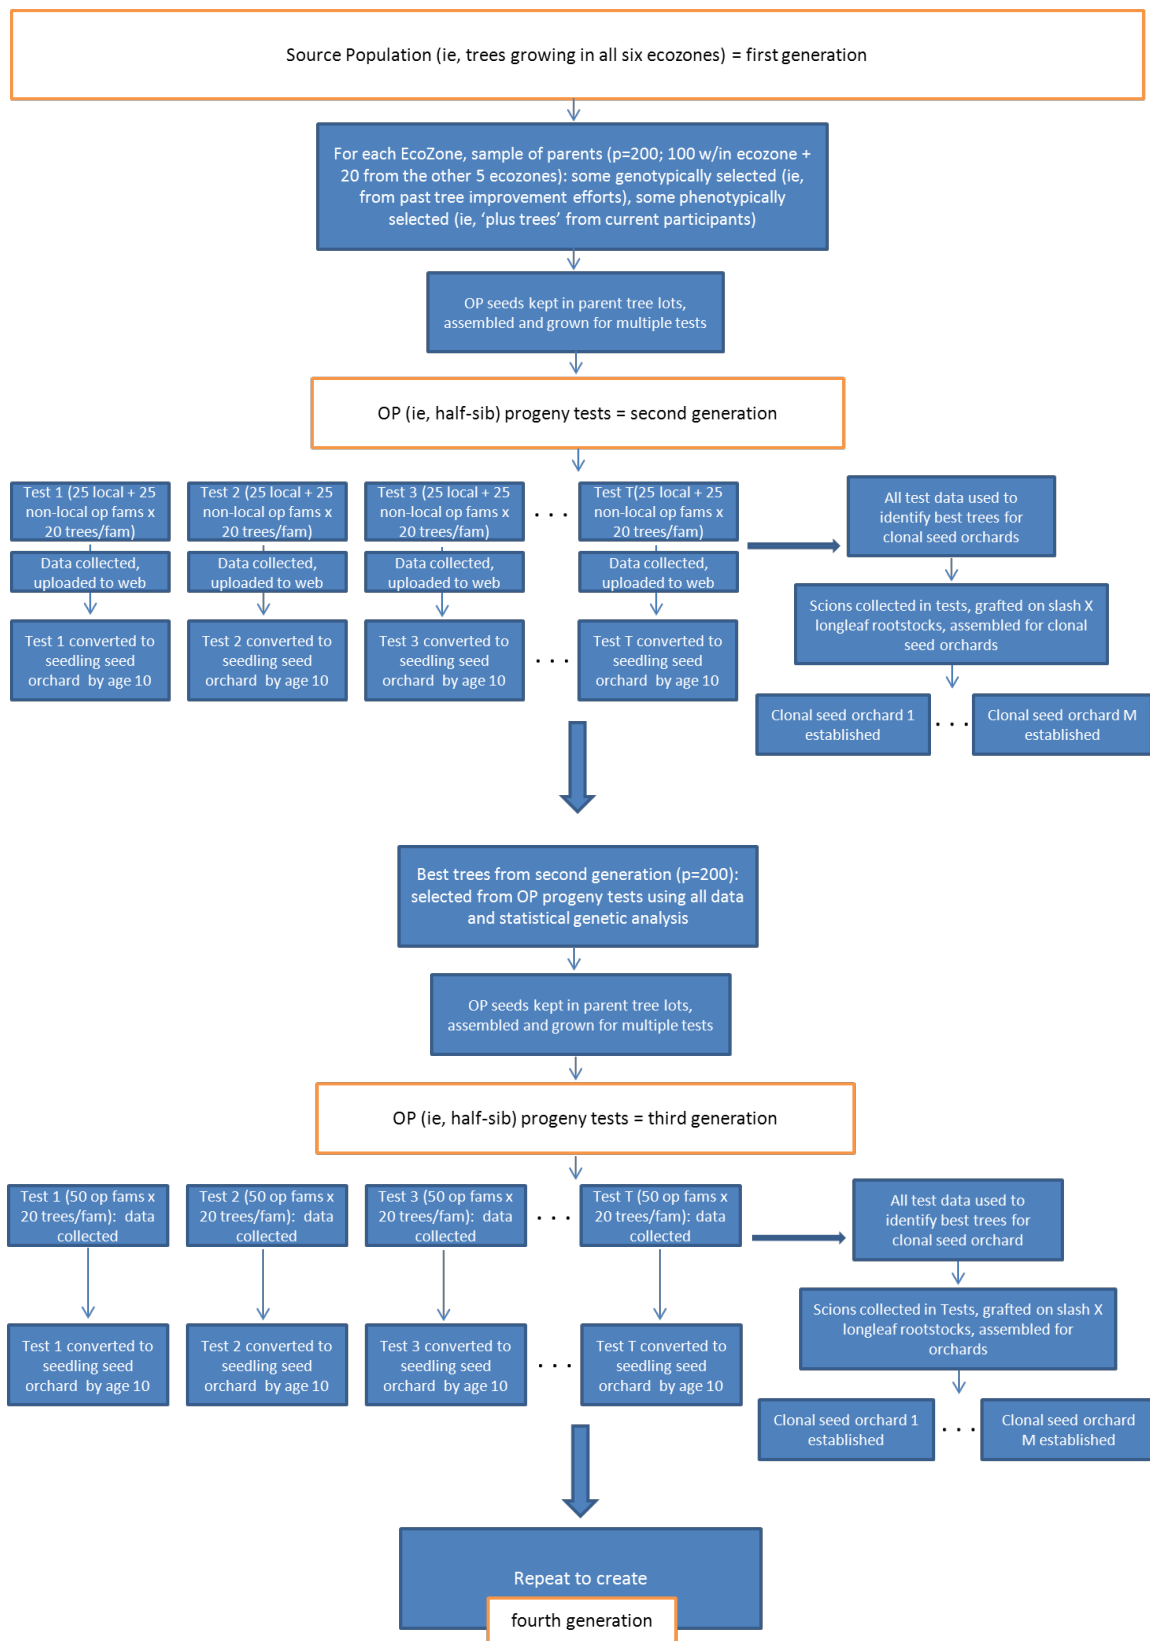 Source Population (ie, trees growing in all six ecozones) = first generation
For each EcoZone, sample of parents (p=200; 100 w/in ecozone +
20 from the other 5 ecozones): some genotypically selected (ie,
from past tree improvement efforts), some phenotypically
selected (ie, ‘plus trees’ from current participants)
OP seeds kept in parent tree lots,
assembled and grown for multiple tests
OP (ie, half-sib) progeny tests = second generation
Test 1 (25 local + 25
non-local op fams x
20 trees/fam)
Test 2 (25 local + 25
non-local op fams x
20 trees/fam)
Test 3 (25 local + 25
non-local op fams x
20 trees/fam)
. . .
Test T(25 local + 25
non-local op fams x
20 trees/fam)
All test data used to
identify best trees for
clonal seed orchards
Data collected,
uploaded to web
Data collected,
uploaded to web
Data collected,
uploaded to web
Data collected,
uploaded to web
Scions collected in tests, grafted on slash X
longleaf rootstocks, assembled for clonal
seed orchards
Test 1 converted to
seedling seed
orchard by age 10
Test 2 converted to
seedling seed
orchard by age 10
Test 3 converted to
seedling seed
orchard by age 10
. . .
Test T converted to
seedling seed
orchard by age 10
Clonal seed orchard 1
established
. . .
Clonal seed orchard M
established
Best trees from second generation (p=200):
selected from OP progeny tests using all data
and statistical genetic analysis
OP seeds kept in parent tree lots,
assembled and grown for multiple tests
OP (ie, half-sib) progeny tests = third generation
Test 1 (50 op fams x
20 trees/fam): data
collected
Test 2 (50 op fams x
20 trees/fam): data
collected
Test 3 (50 op fams x
20 trees/fam): data
collected
. . .
Test T (50 op fams x
20 trees/fam): data
collected
All test data used to
identify best trees for
clonal seed orchard
Scions collected in Tests, grafted on slash X
longleaf rootstocks, assembled for
orchards
Test 1 converted to
seedling seed
orchard by age 10
Test 2 converted to
seedling seed
orchard by age 10
Test 3 converted to
seedling seed
orchard by age 10
. . .
Test T converted to
seedling seed
orchard by age 10
Clonal seed orchard 1
established
. . .
Clonal seed orchard
M established
Repeat to create
fourth generation